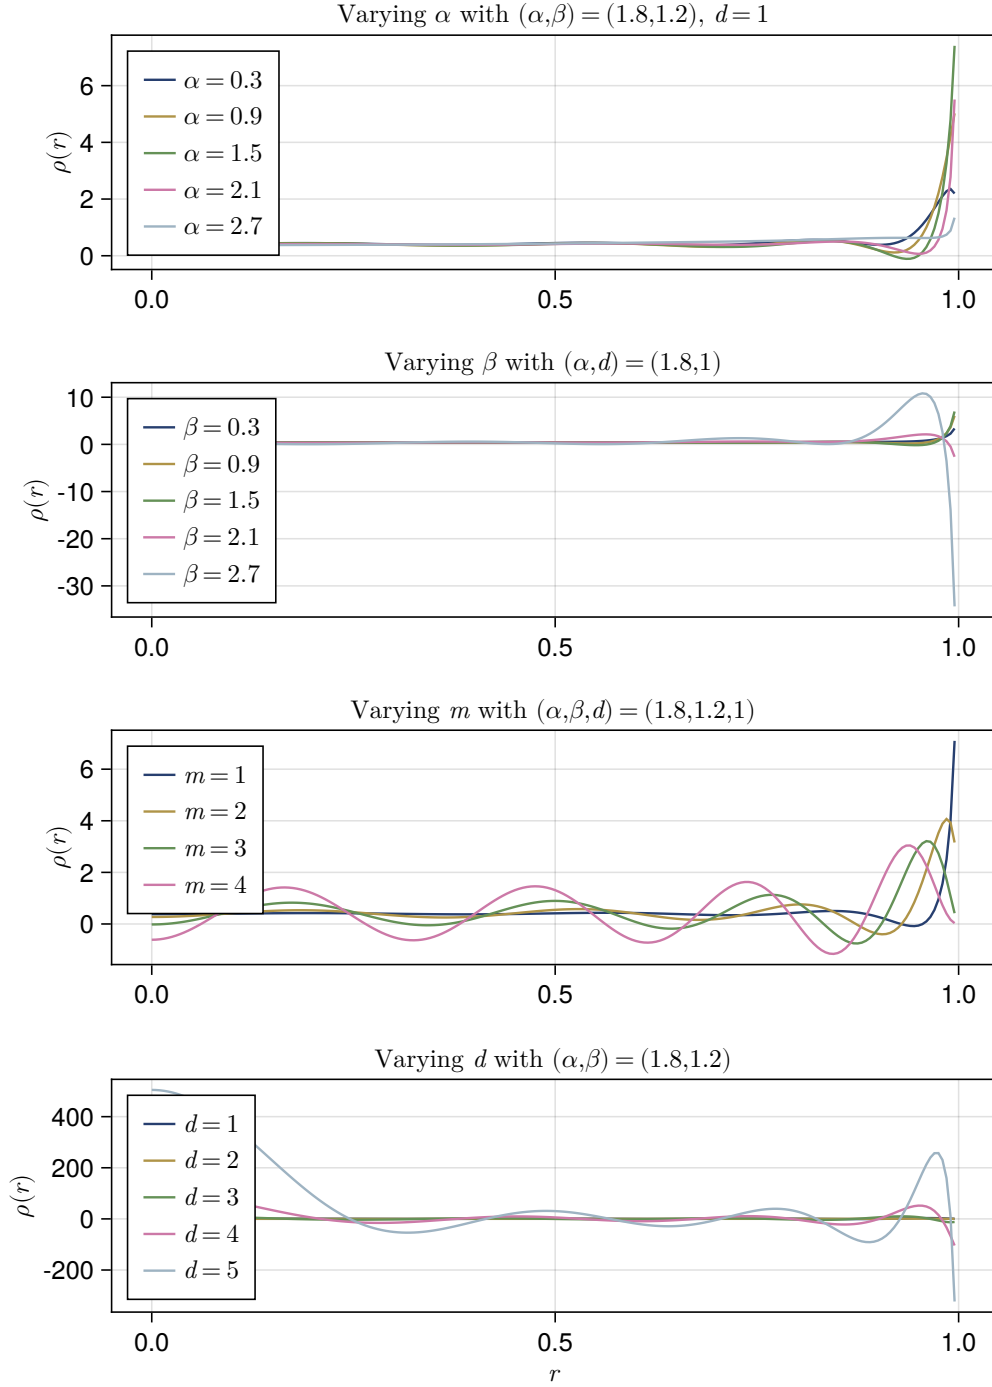 Varying α with (α,β) = (1.8,1.2), d = 1
ρ(r)
6
4
2
0
α = 0.3
α = 0.9
α = 1.5
α = 2.1
α = 2.7
0.0 0.5 1.0
Varying β with (α,d) = (1.8,1)
ρ(r)
10
0
-10
-20
-30
β = 0.3
β = 0.9
β = 1.5
β = 2.1
β = 2.7
0.0 0.5 1.0
Varying m with (α,β,d) = (1.8,1.2,1)
ρ(r)
6
4
2
0
m = 1
m = 2
m = 3
m = 4
0.0 0.5 1.0
Varying d with (α,β) = (1.8,1.2)
ρ(r)
400
200
0
-200
d = 1
d = 2
d = 3
d = 4
d = 5
0.0 0.5 1.0
r